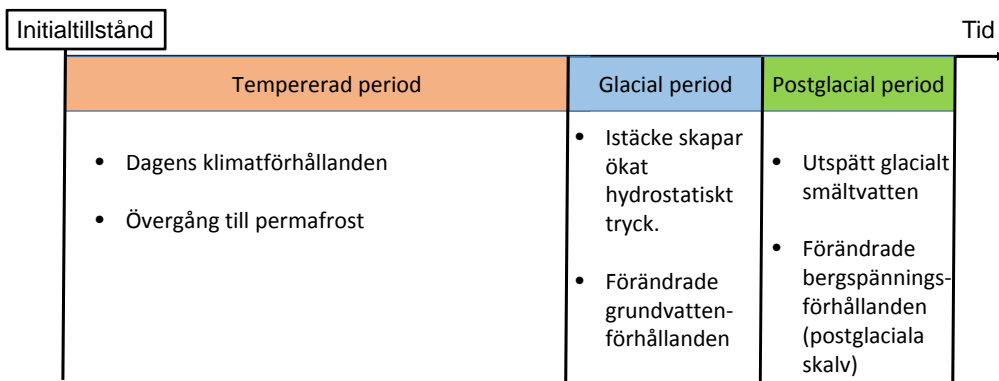 Initialtillstånd
Tid
Tempererad period
Glacial period
Postglacial period
• Dagens klimatförhållanden
• Övergång till permafrost
• Istäcke skapar
ökat
hydrostatiskt
tryck.
• Förändrade
grundvatten-
förhållanden
• Utspätt glacialt
smältvatten
• Förändrade
bergspännings-
förhållanden
(postglaciala
skalv)